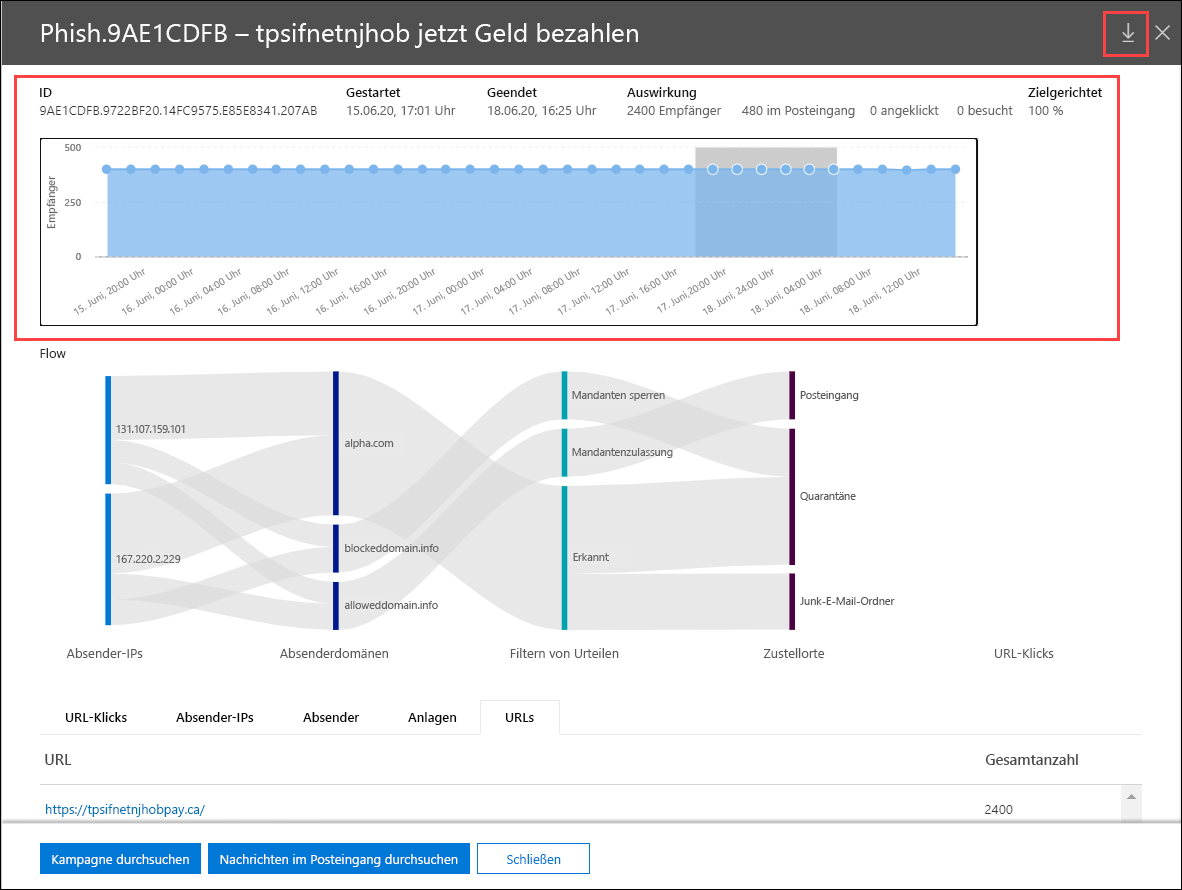 Phish.9AE1CDFB – tpsifnetnjhob jetzt Geld bezahlen
ID Gestartet Geendet Auswirkung Zielgerichtet
9AE1CDFB.9722BF20.14FC9575.E85E8341.207AB 15.06.20, 17:01 Uhr 18.06.20, 16:25 Uhr 2400 Empfänger 480 im Posteingang 0 angeklickt 0 besucht 100 %
500
250
0
Empfänger
15. Juni, 20:00 Uhr
16. Juni, 00:00 Uhr
16. Juni, 04:00 Uhr
16. Juni, 08:00 Uhr
16. Juni, 12:00 Uhr
16. Juni, 16:00 Uhr
16. Juni, 20:00 Uhr
17. Juni, 00:00 Uhr
17. Juni, 04:00 Uhr
17. Juni, 08:00 Uhr
17. Juni, 12:00 Uhr
17. Juni, 16:00 Uhr
17. Juni,20:00 Uhr
18. Juni, 24:00 Uhr
18. Juni, 04:00 Uhr
18. Juni, 08:00 Uhr
18. Juni, 12:00 Uhr
Flow
131.107.159.101
167.220.2.229
alpha.com
blockeddomain.info
alloweddomain.info
Mandanten sperren
Mandantenzulassung
Erkannt
Posteingang
Quarantäne
Junk-E-Mail-Ordner
Absender-IPs Absenderdomänen Filtern von Urteilen Zustellorte URL-Klicks
URL-Klicks Absender-IPs Absender Anlagen URLs
URL Gesamtanzahl
https://tpsifnetnjhobpay.ca/ 2400
Kampagne durchsuchen Nachrichten im Posteingang durchsuchen Schließen